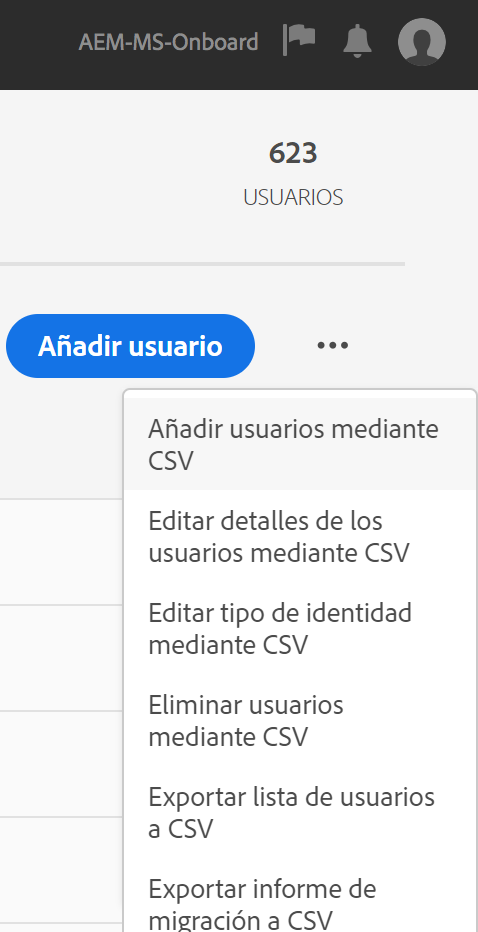 AEM-MS-Onboard
623
USUARIOS
Añadir usuario
Añadir usuarios mediante
CSV
Editar detalles de los
usuarios mediante CSV
Editar tipo de identidad
mediante CSV
Eliminar usuarios
mediante CSV
Exportar lista de usuarios
a CSV
Exportar informe de
migración a CSV